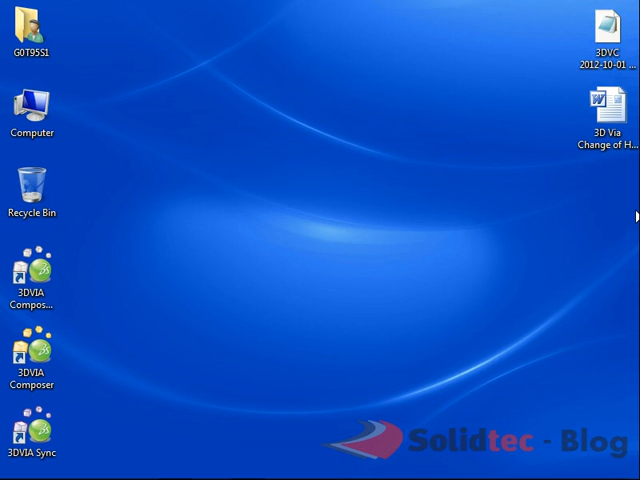 G0T95S1
Computer
Recycle Bin
3DVIA
Compos...
3DVIA
Composer
3DVIA Sync
3DVC
2012-10-01 ...
3D Via
Change of H...
Solidtec - Blog